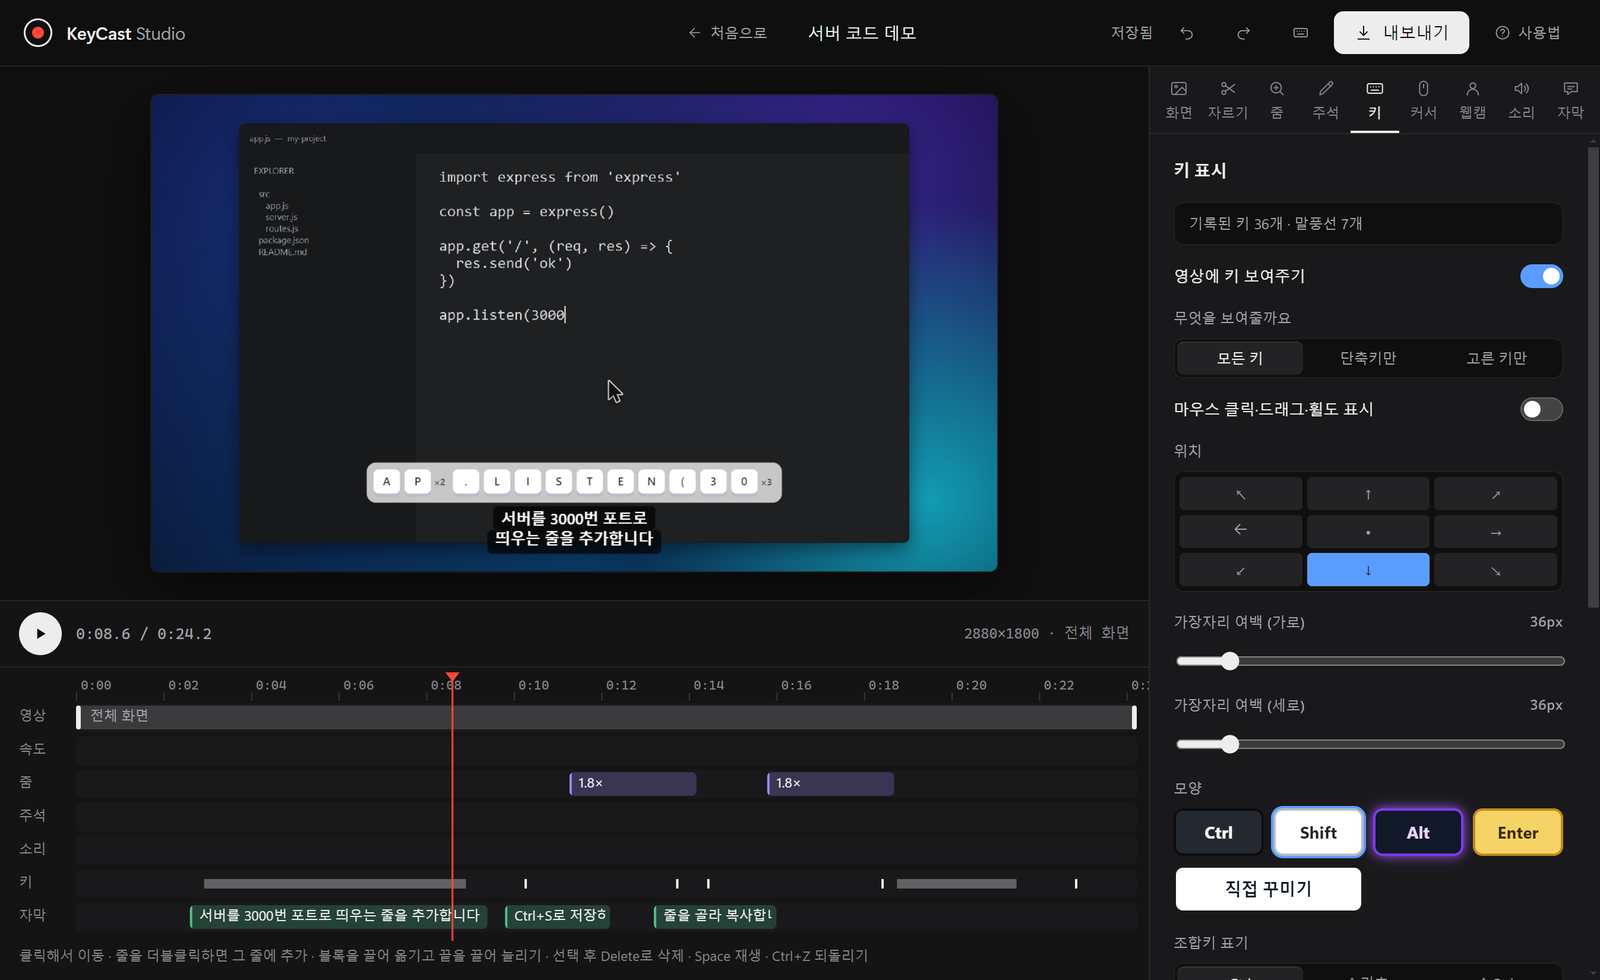 KeyCast Studio
← 처음으로
서버 코드 데모
저장됨
내보내기
사용법
화면
자르기
줌
주석
키
커서
웹캠
소리
자막
app.js — my-project
EXPLORER
src
app.js
server.js
routes.js
package.json
README.md
import express from 'express'
const app = express()
app.get('/', (req, res) => {
res.send('ok')
})
app.listen(3000
A P ×2 . L I S T E N ( 3 0 ×3
서버를 3000번 포트로
띄우는 줄을 추가합니다
키 표시
기록된 키 36개 · 말풍선 7개
영상에 키 보여주기
무엇을 보여줄까요
모든 키
단축키만
고른 키만
마우스 클릭·드래그·휠도 표시
위치
↖ ↑ ↗
← • →
↙ ↓ ↘
가장자리 여백 (가로)
36px
가장자리 여백 (세로)
36px
모양
Ctrl
Shift
Alt
Enter
직접 꾸미기
조합키 표기
0:08.6 / 0:24.2
2880×1800 · 전체 화면
0:00 0:02 0:04 0:06 0:08 0:10 0:12 0:14 0:16 0:18 0:20 0:22
영상
전체 화면
속도
줌
1.8×
1.8×
주석
소리
키
자막
서버를 3000번 포트로 띄우는 줄을 추가합니다
Ctrl+S로 저장
줄을 골라 복사합
클릭해서 이동 · 줄을 더블클릭하면 그 줄에 추가 · 블록을 끌어 옮기고 끝을 끌어 늘리기 · 선택 후 Delete로 삭제 · Space 재생 · Ctrl+Z 되돌리기